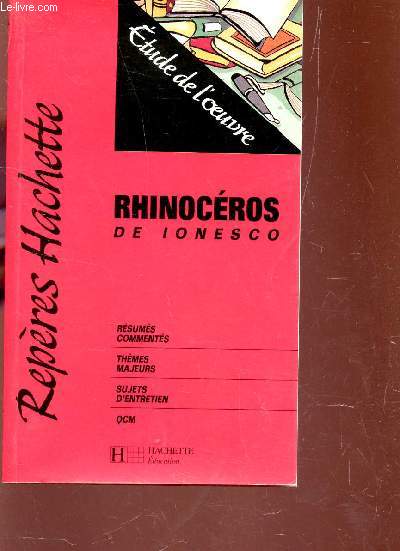 Le-livre.com
Étude de l'œuvre
Repères Hachette
RHINOCÉROS
DE IONESCO
RÉSUMÉS
COMMENTÉS
THÈMES
MAJEURS
SUJETS
D'ENTRETIEN
QCM
H HACHETTE
Éducation